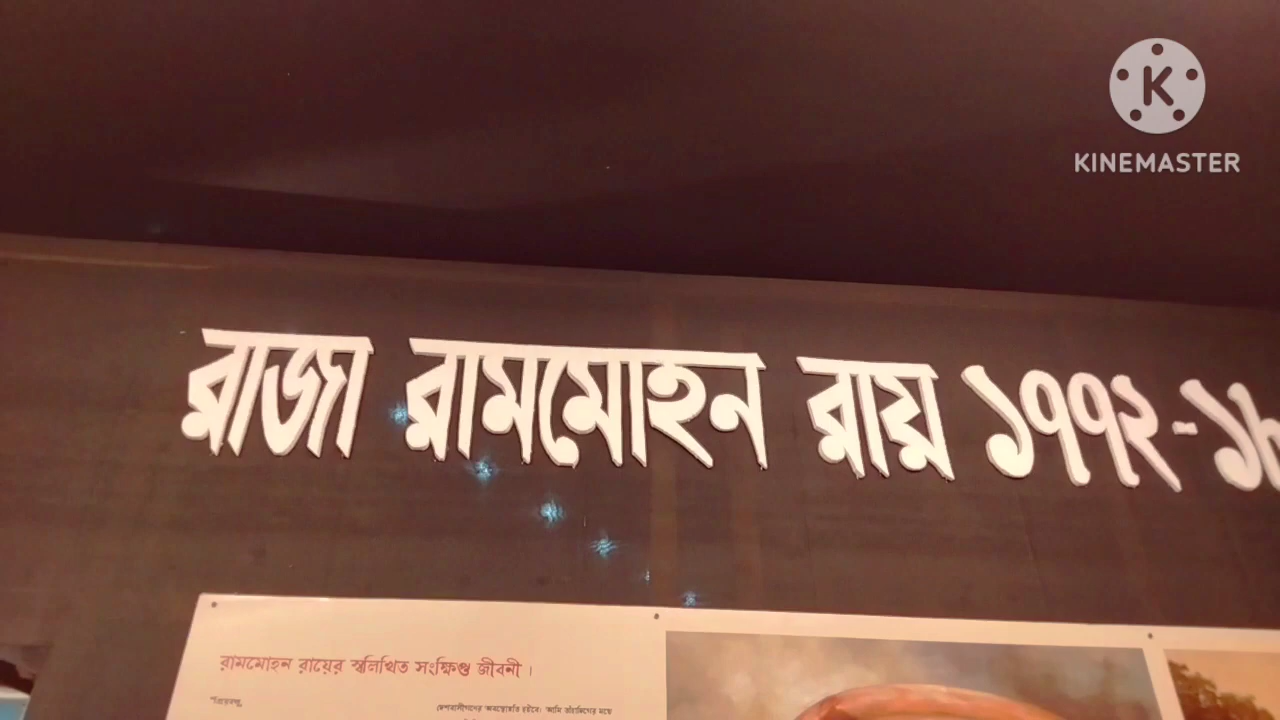 KINEMASTER
রাজা রামমোহন রায় ১৭৭২-১৮
রামমোহন রায়ের স্বলিখিত সংক্ষিপ্ত জীবনী।